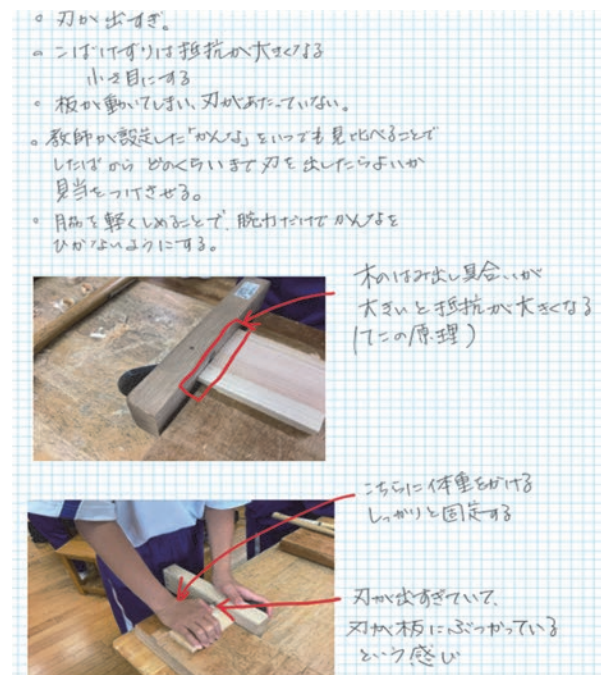 。刃が出すぎ。
。こばけずりは抵抗が大きくなる
小さ目にする
。板が動いてしまい、刃があたっていない。
。教師が設定した「かんな」をいつでも見比べることで
したばから どのくらいまで刃を出したらよいか
見当をつけさせる。
。脇を軽くしめることで、腕力だけでかんなを
ひかないようにする。
木のはみ出し具合いが
大きいと抵抗が大きくなる
(てこの原理)
こちらに体重をかける
しっかりと固定する
刃が出すぎていて、
刃が板にぶつかっている
という感じ